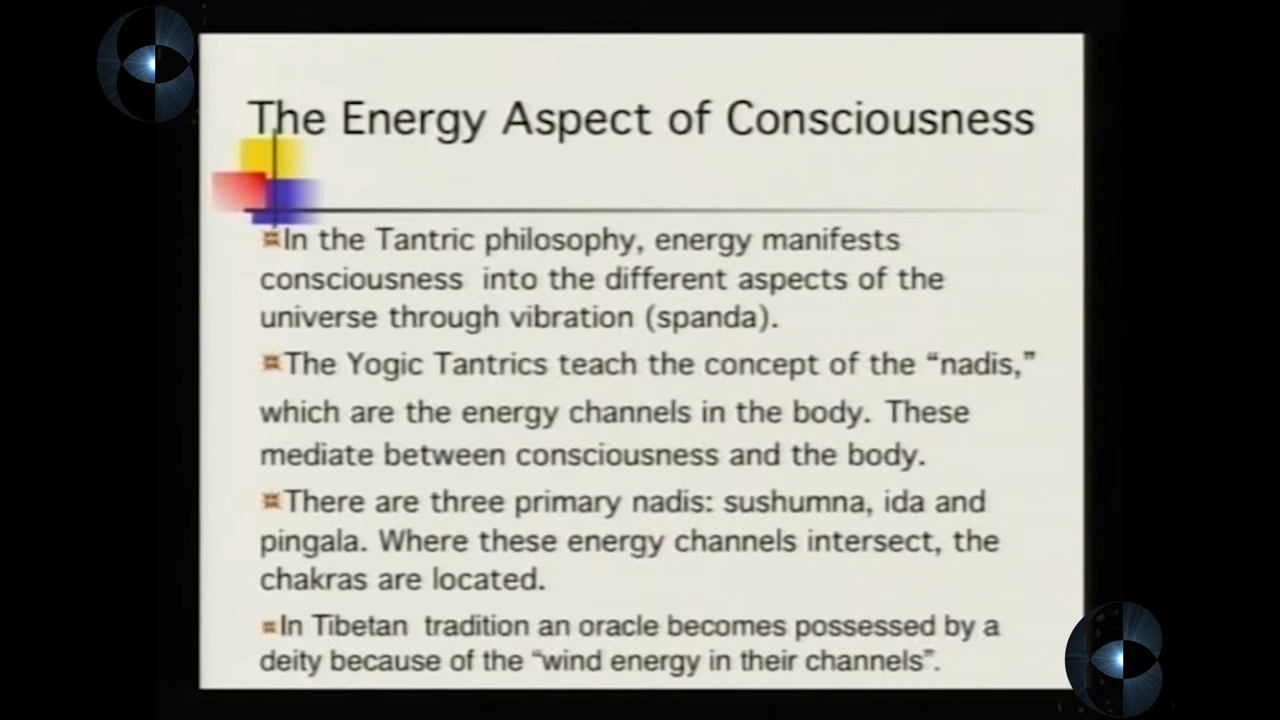 The Energy Aspect of Consciousness
In the Tantric philosophy, energy manifests
consciousness into the different aspects of the
universe through vibration (spanda).
The Yogic Tantrics teach the concept of the “nadis,”
which are the energy channels in the body. These
mediate between consciousness and the body.
There are three primary nadis: sushumna, ida and
pingala. Where these energy channels intersect, the
chakras are located.
In Tibetan tradition an oracle becomes possessed by a
deity because of the “wind energy in their channels”.